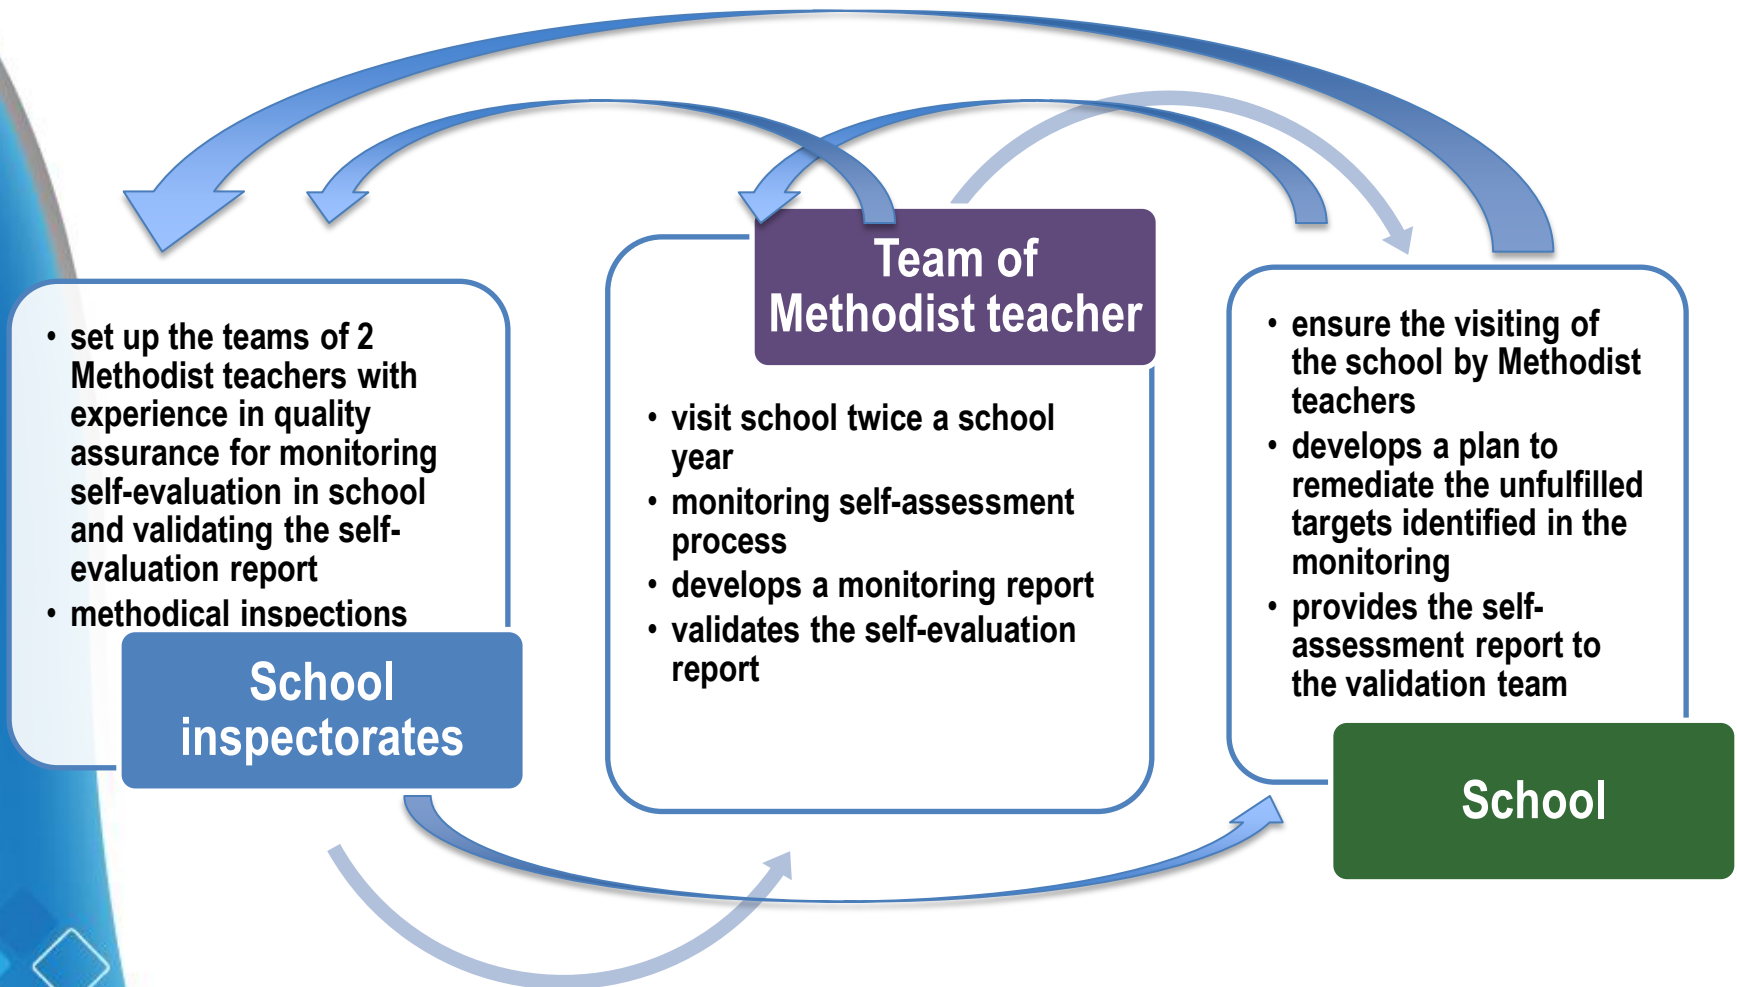 • set up the teams of 2
Methodist teachers with
experience in quality
assurance for monitoring
self-evaluation in school
and validating the self-
evaluation report
• methodical inspections
School
inspectorates
Team of
Methodist teacher
• visit school twice a school
year
• monitoring self-assessment
process
• develops a monitoring report
• validates the self-evaluation
report
• ensure the visiting of
the school by Methodist
teachers
• develops a plan to
remediate the unfulfilled
targets identified in the
monitoring
• provides the self-
assessment report to
the validation team
School